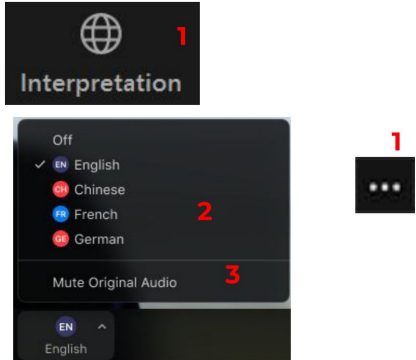 1
Interpretation
Off
EN English
CH Chinese
FR French
GE German
2
Mute Original Audio
3
EN
English
1